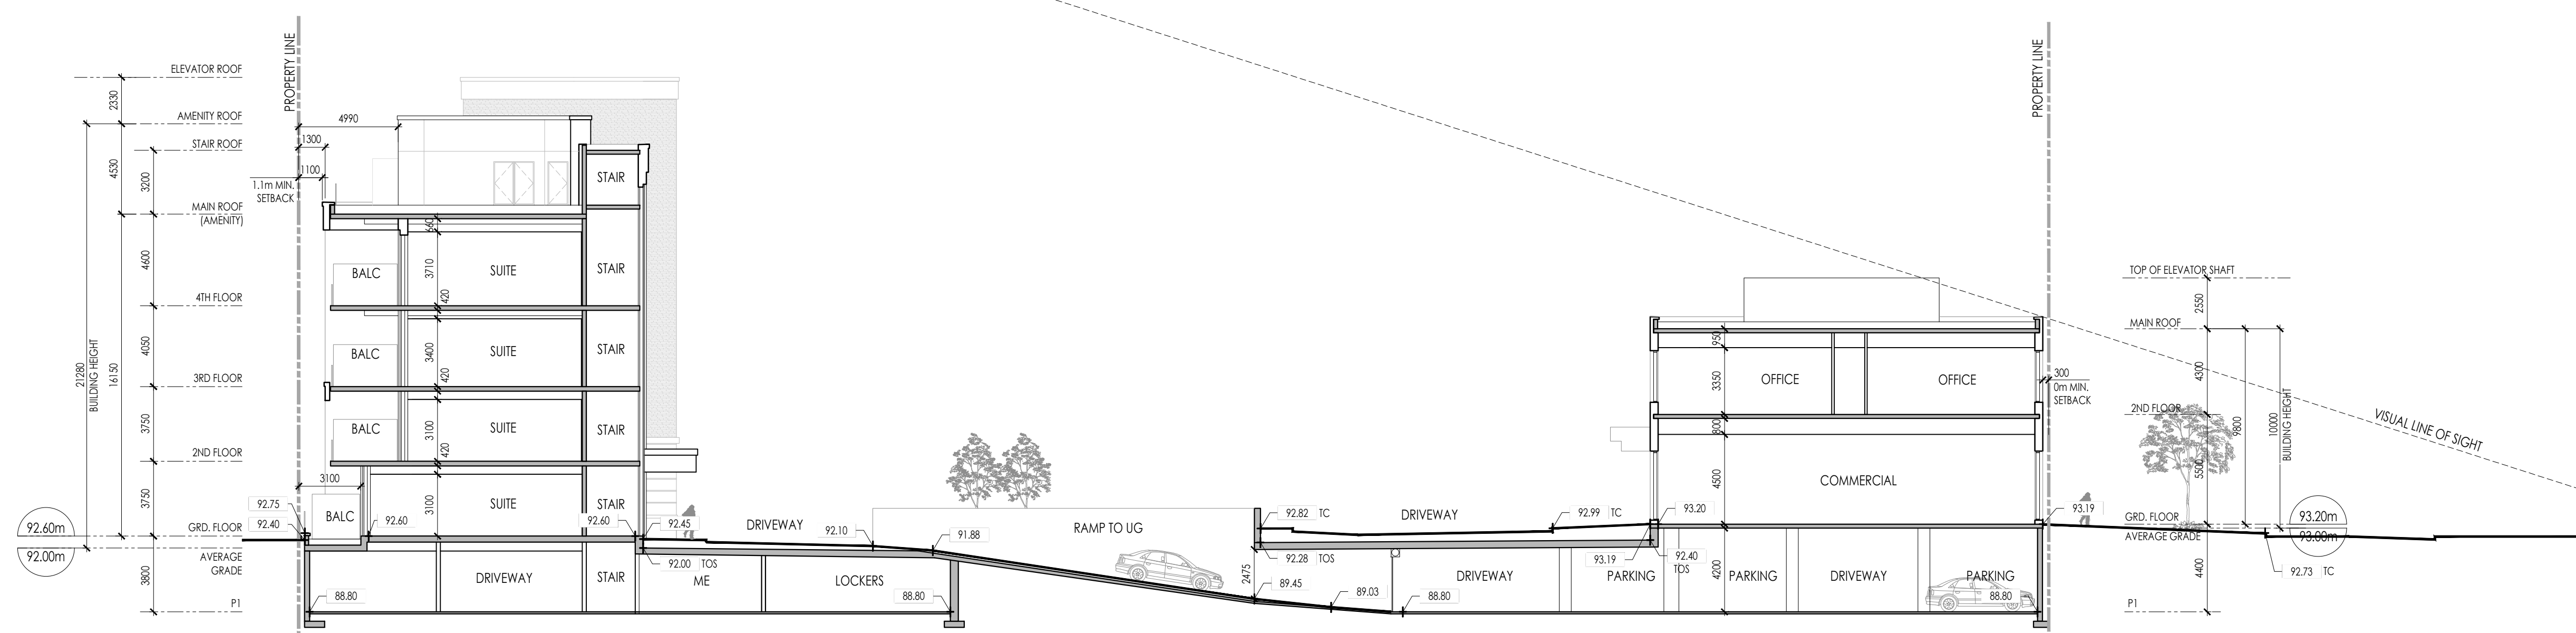 PROPERTY LINE
PROPERTY LINE
ELEVATOR ROOF
2330
AMENITY ROOF
4990
STAIR ROOF
1300
4530
3200
1100
1.1m MIN.
SETBACK
STAIR
MAIN ROOF
(AMENITY)
660
4600
BALC
3710
SUITE
STAIR
420
4TH FLOOR
21280
BUILDING HEIGHT
16150
4050
BALC
3400
SUITE
STAIR
420
3RD FLOOR
3750
BALC
3100
SUITE
STAIR
420
2ND FLOOR
3100
3750
92.75
92.40
BALC
92.60
3100
SUITE
92.60
STAIR
92.45
GRD. FLOOR
92.60m
92.00m
AVERAGE
GRADE
3800
P1
88.80
DRIVEWAY
STAIR
92.00 TOS
ME
LOCKERS
88.80
DRIVEWAY
92.10
91.88
RAMP TO UG
2475
92.82 TC
DRIVEWAY
92.99 TC
93.20
92.28 TOS
89.45
89.03
88.80
DRIVEWAY
93.19
92.40
TOS
PARKING
4200
PARKING
DRIVEWAY
PARKING
88.80
950
3350
OFFICE
OFFICE
800
4500
COMMERCIAL
300
0m MIN.
SETBACK
TOP OF ELEVATOR SHAFT
2550
MAIN ROOF
4300
2ND FLOOR
9800
10000
BUILDING HEIGHT
5500
VISUAL LINE OF SIGHT
93.19
GRD. FLOOR
AVERAGE GRADE
93.20m
93.00m
4400
92.73 TC
P1